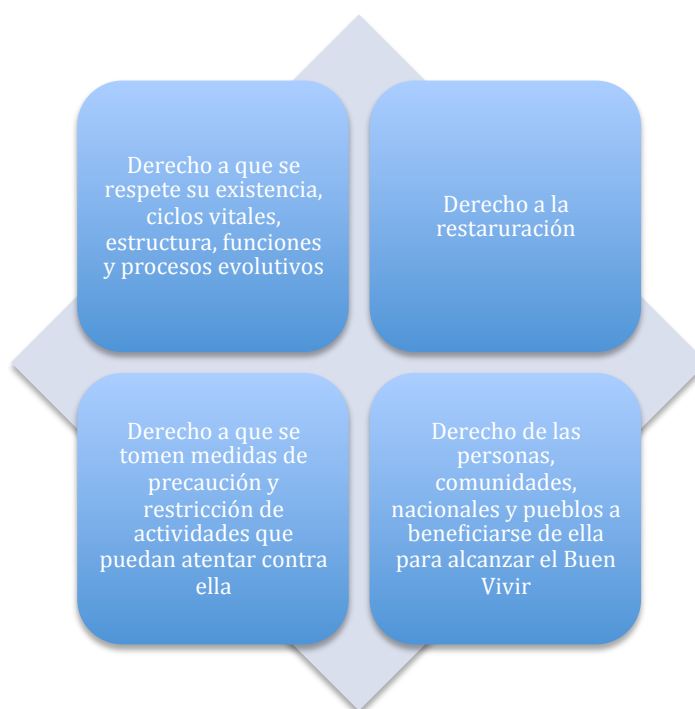 Derecho a que se
respete su existencia,
ciclos vitales,
estructura, funciones
y procesos evolutivos
Derecho a la
restaruración
Derecho a que se
tomen medidas de
precaución y
restricción de
actividades que
puedan atentar contra
ella
Derecho de las
personas,
comunidades,
nacionales y pueblos a
beneficiarse de ella
para alcanzar el Buen
Vivir